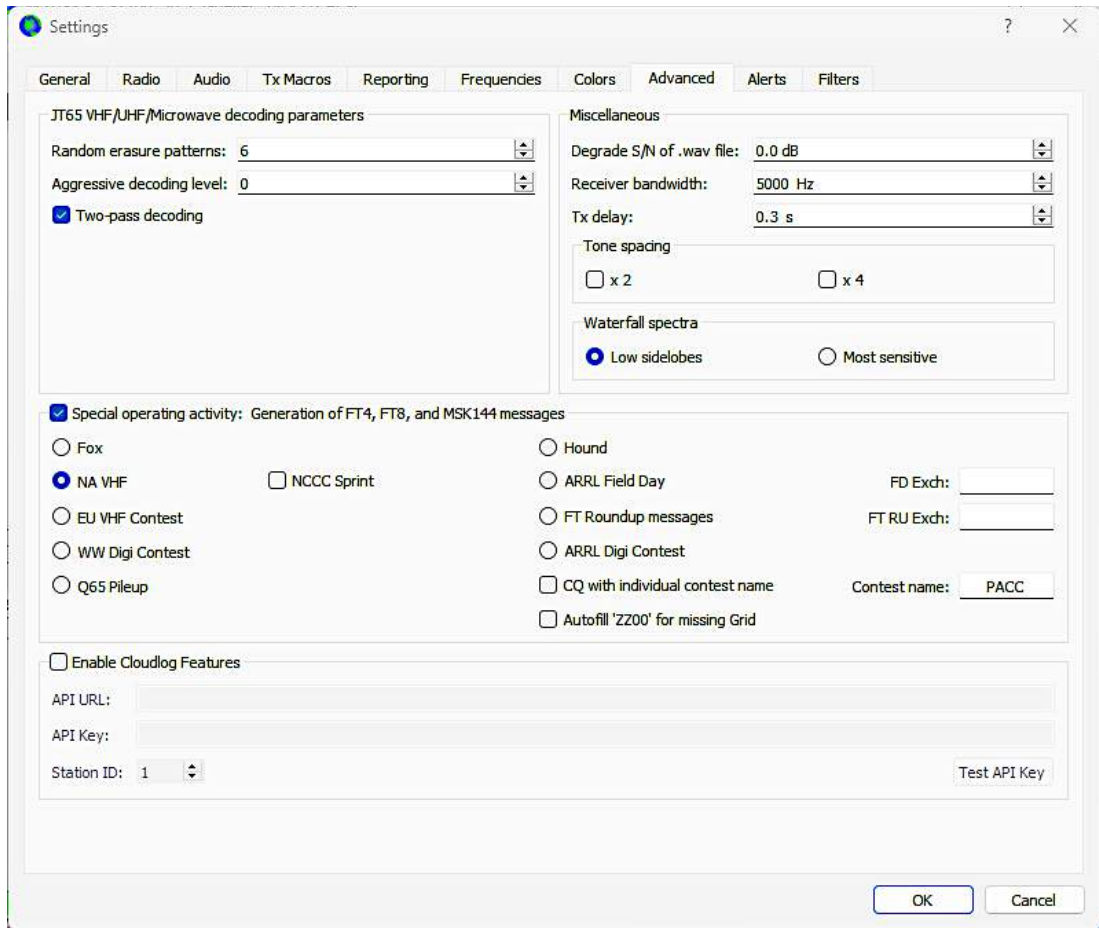 Settings
? ×
General Radio Audio Tx Macros Reporting Frequencies Colors Advanced Alerts Filters
JT65 VHF/UHF/Microwave decoding parameters
Random erasure patterns: 6
Aggressive decoding level: 0
Two-pass decoding
Miscellaneous
Degrade S/N of .wav file: 0.0 dB
Receiver bandwidth: 5000 Hz
Tx delay: 0.3 s
Tone spacing
x 2 x 4
Waterfall spectra
Low sidelobes Most sensitive
Special operating activity: Generation of FT4, FT8, and MSK144 messages
Fox Hound
NA VHF NCCC Sprint ARRL Field Day FD Exch:
EU VHF Contest FT Roundup messages FT RU Exch:
WW Digi Contest ARRL Digi Contest
Q65 Pileup CQ with individual contest name Contest name: PACC
Autofill 'ZZ00' for missing Grid
Enable Cloudlog Features
API URL:
API Key:
Station ID: 1 Test API Key
OK Cancel